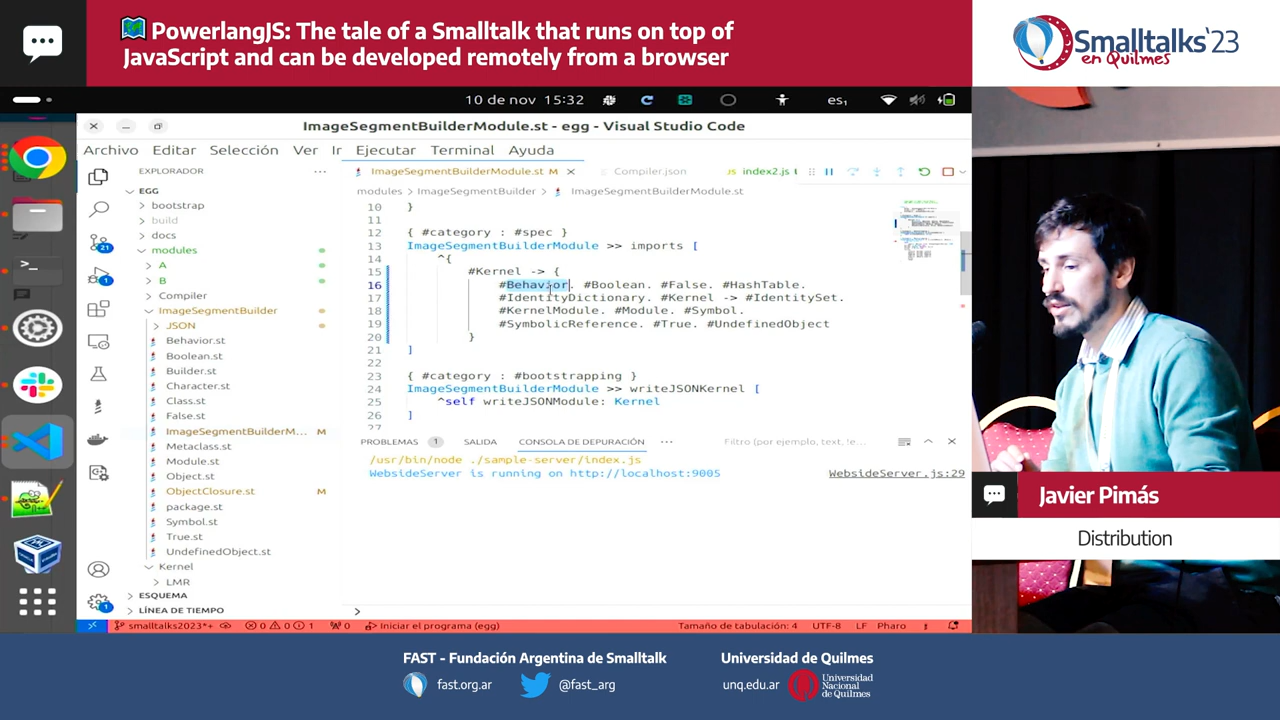 PowerlangJS: The tale of a Smalltalk that runs on top of
JavaScript and can be developed remotely from a browser
Smalltalks'23
en Quilmes
10 de nov 15:32
es₁
ImageSegmentBuilderModule.st - egg - Visual Studio Code
Archivo Editar Selección Ver Ir Ejecutar Terminal Ayuda
EXPLORADOR
EGG
bootstrap
build
docs
modules
A
B
Compiler
ImageSegmentBuilder
JSON
Behavior.st
Boolean.st
Builder.st
Character.st
Class.st
False.st
ImageSegmentBuilderM... M
Metaclass.st
Module.st
Object.st
ObjectClosure.st M
package.st
Symbol.st
True.st
UndefinedObject.st
Kernel
LMR
ESQUEMA
LÍNEA DE TIEMPO
21
1
1
ImageSegmentBuilderModule.st M
Compiler.json
JS index2.js
modules > ImageSegmentBuilder > ImageSegmentBuilderModule.st
10 }
11
12 { #category : #spec }
13 ImageSegmentBuilderModule >> imports [
14 ^{
15 #Kernel -> {
16 #Behavior. #Boolean. #False. #HashTable.
17 #IdentityDictionary. #Kernel -> #IdentitySet.
18 #KernelModule. #Module. #Symbol.
19 #SymbolicReference. #True. #UndefinedObject
20 }
21 ]
22
23 { #category : #bootstrapping }
24 ImageSegmentBuilderModule >> writeJSONKernel [
25 ^self writeJSONModule: Kernel
26 ]
27
PROBLEMAS 1 SALIDA CONSOLA DE DEPURACIÓN ... Filtro (por ejemplo, text, !e...
/usr/bin/node ./sample-server/index.js
WebsideServer is running on http://localhost:9005 WebsideServer.js:29
>
smalltalks2023*+ 0 0 1 0 Iniciar el programa (egg) Tamaño de tabulación: 4 UTF-8 LF Pharo
Javier Pimás
Distribution
FAST - Fundación Argentina de Smalltalk
fast.org.ar @fast_arg
Universidad de Quilmes
unq.edu.ar
Universidad
Nacional
de Quilmes